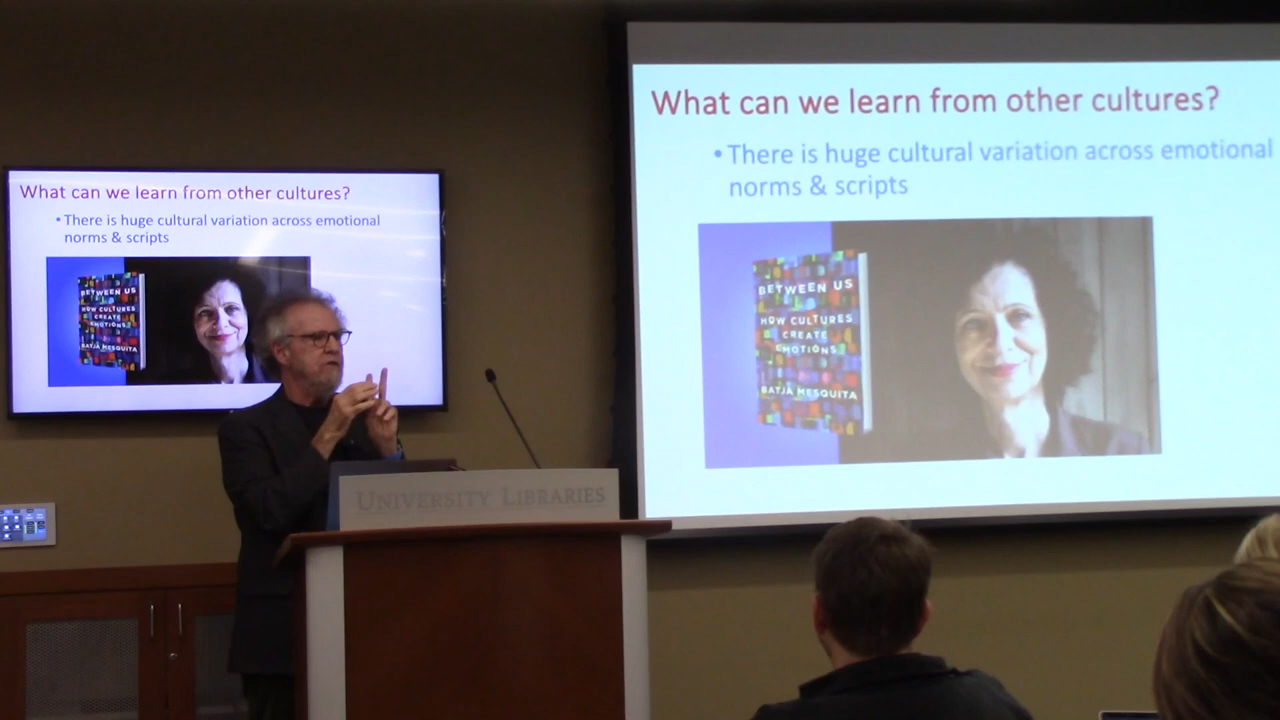 What can we learn from other cultures?
• There is huge cultural variation across emotional
norms & scripts
BETWEEN US
HOW CULTURES
CREATE
EMOTIONS
BATJA MESQUITA
What can we learn from other cultures?
• There is huge cultural variation across emotional
norms & scripts
BETWEEN US
HOW CULTURES
CREATE
EMOTIONS
BATJA MESQUITA
UNIVERSITY LIBRARIES